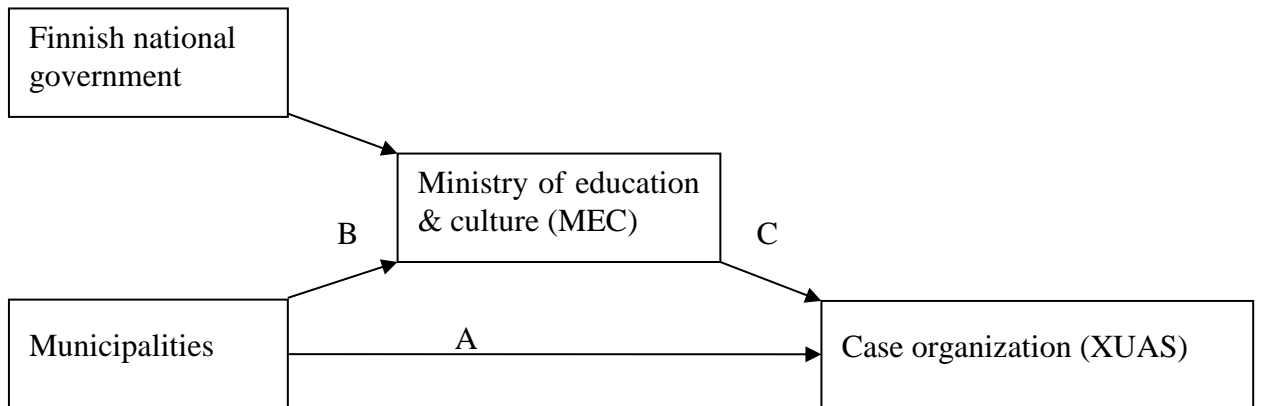 Finnish national
government
Ministry of education
& culture (MEC)
B
C
Municipalities
A
Case organization (XUAS)